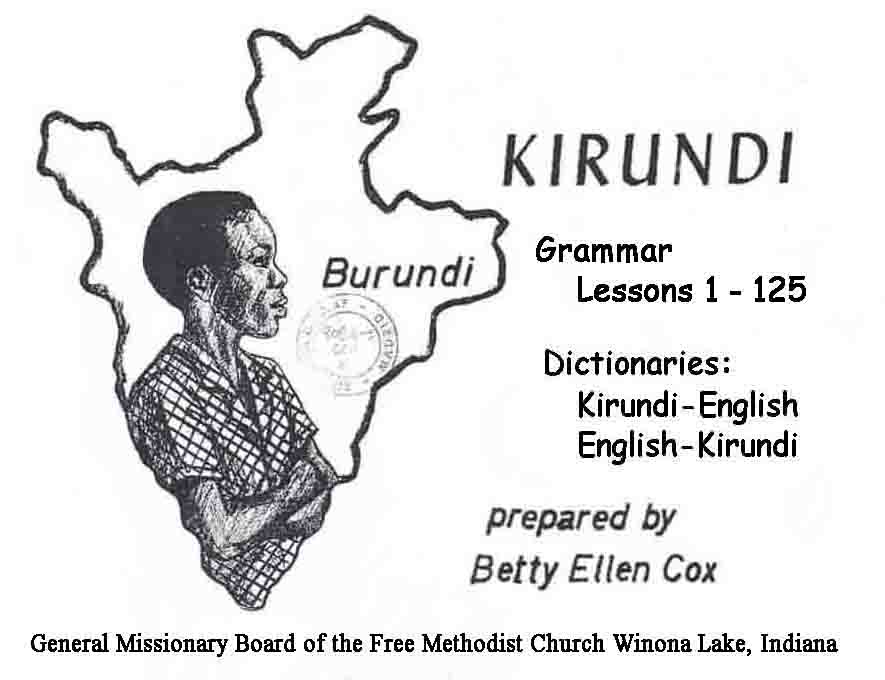 KIRUNDI
Burundi
Grammar
Lessons 1 - 125
Dictionaries:
Kirundi-English
English-Kirundi
prepared by
Betty Ellen Cox
General Missionary Board of the Free Methodist Church Winona Lake, Indiana